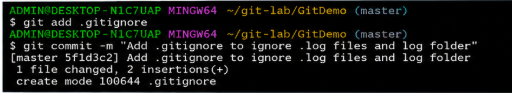 ADMIN@DESKTOP-N1C7UAP MINGW64 ~/git-lab/GitDemo (master)
$ git add .gitignore
ADMIN@DESKTOP-N1C7UAP MINGW64 ~/git-lab/GitDemo (master)
$ git commit -m "Add .gitignore to ignore .log files and log folder"
[master 5f1d3c2] Add .gitignore to ignore .log files and log folder
 1 file changed, 2 insertions(+)
 create mode 100644 .gitignore